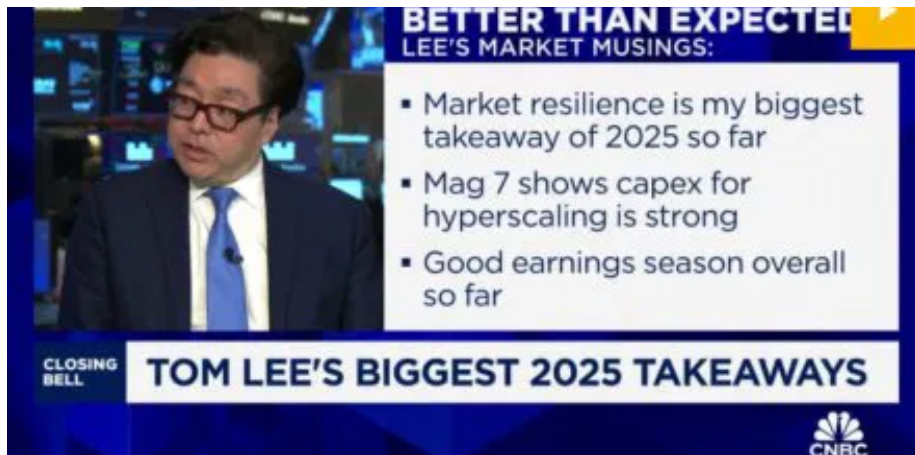 BETTER THAN EXPECTED
LEE'S MARKET MUSINGS:
▪ Market resilience is my biggest
takeaway of 2025 so far
▪ Mag 7 shows capex for
hyperscaling is strong
▪ Good earnings season overall
so far
CLOSING
BELL
TOM LEE'S BIGGEST 2025 TAKEAWAYS
CNBC